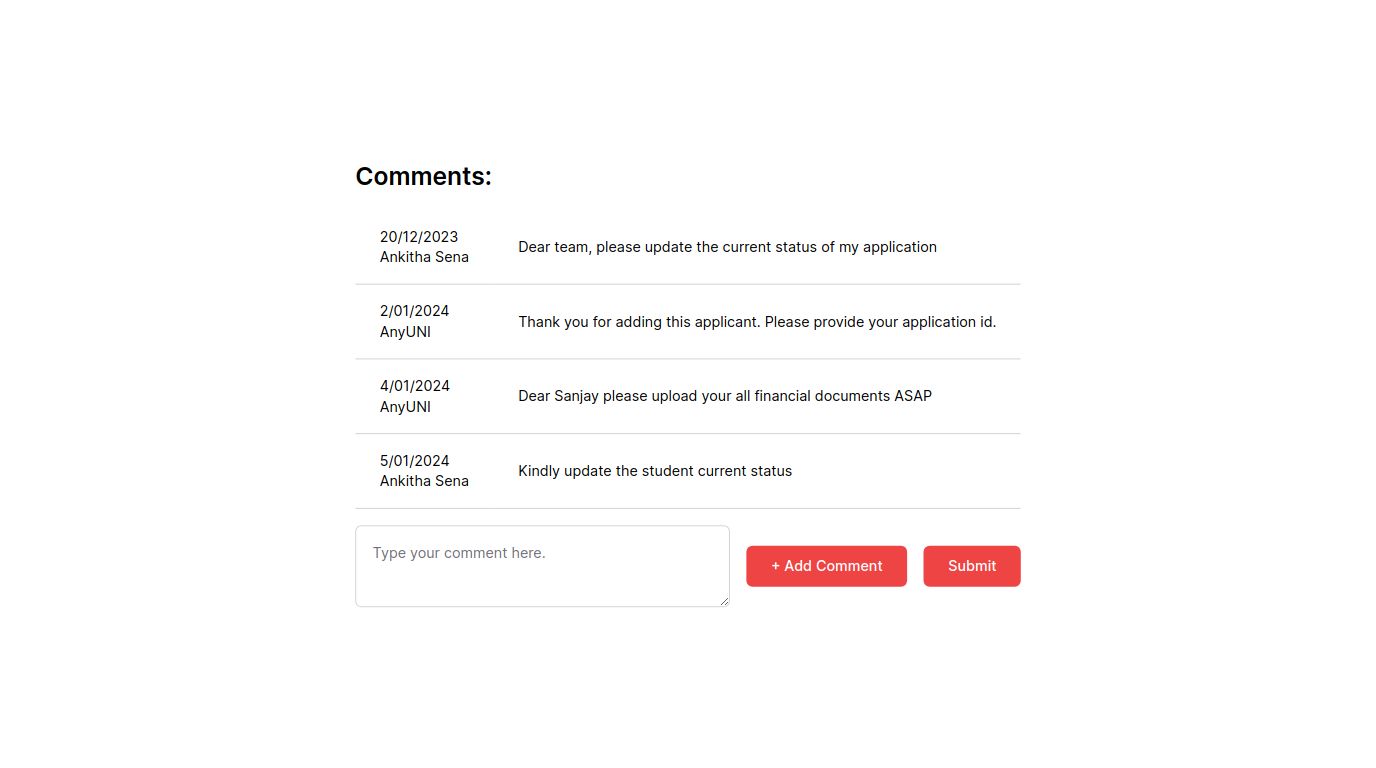 Comments:
20/12/2023
Ankitha Sena
Dear team, please update the current status of my application
2/01/2024
AnyUNI
Thank you for adding this applicant. Please provide your application id.
4/01/2024
AnyUNI
Dear Sanjay please upload your all financial documents ASAP
5/01/2024
Ankitha Sena
Kindly update the student current status
Type your comment here.
+ Add Comment
Submit